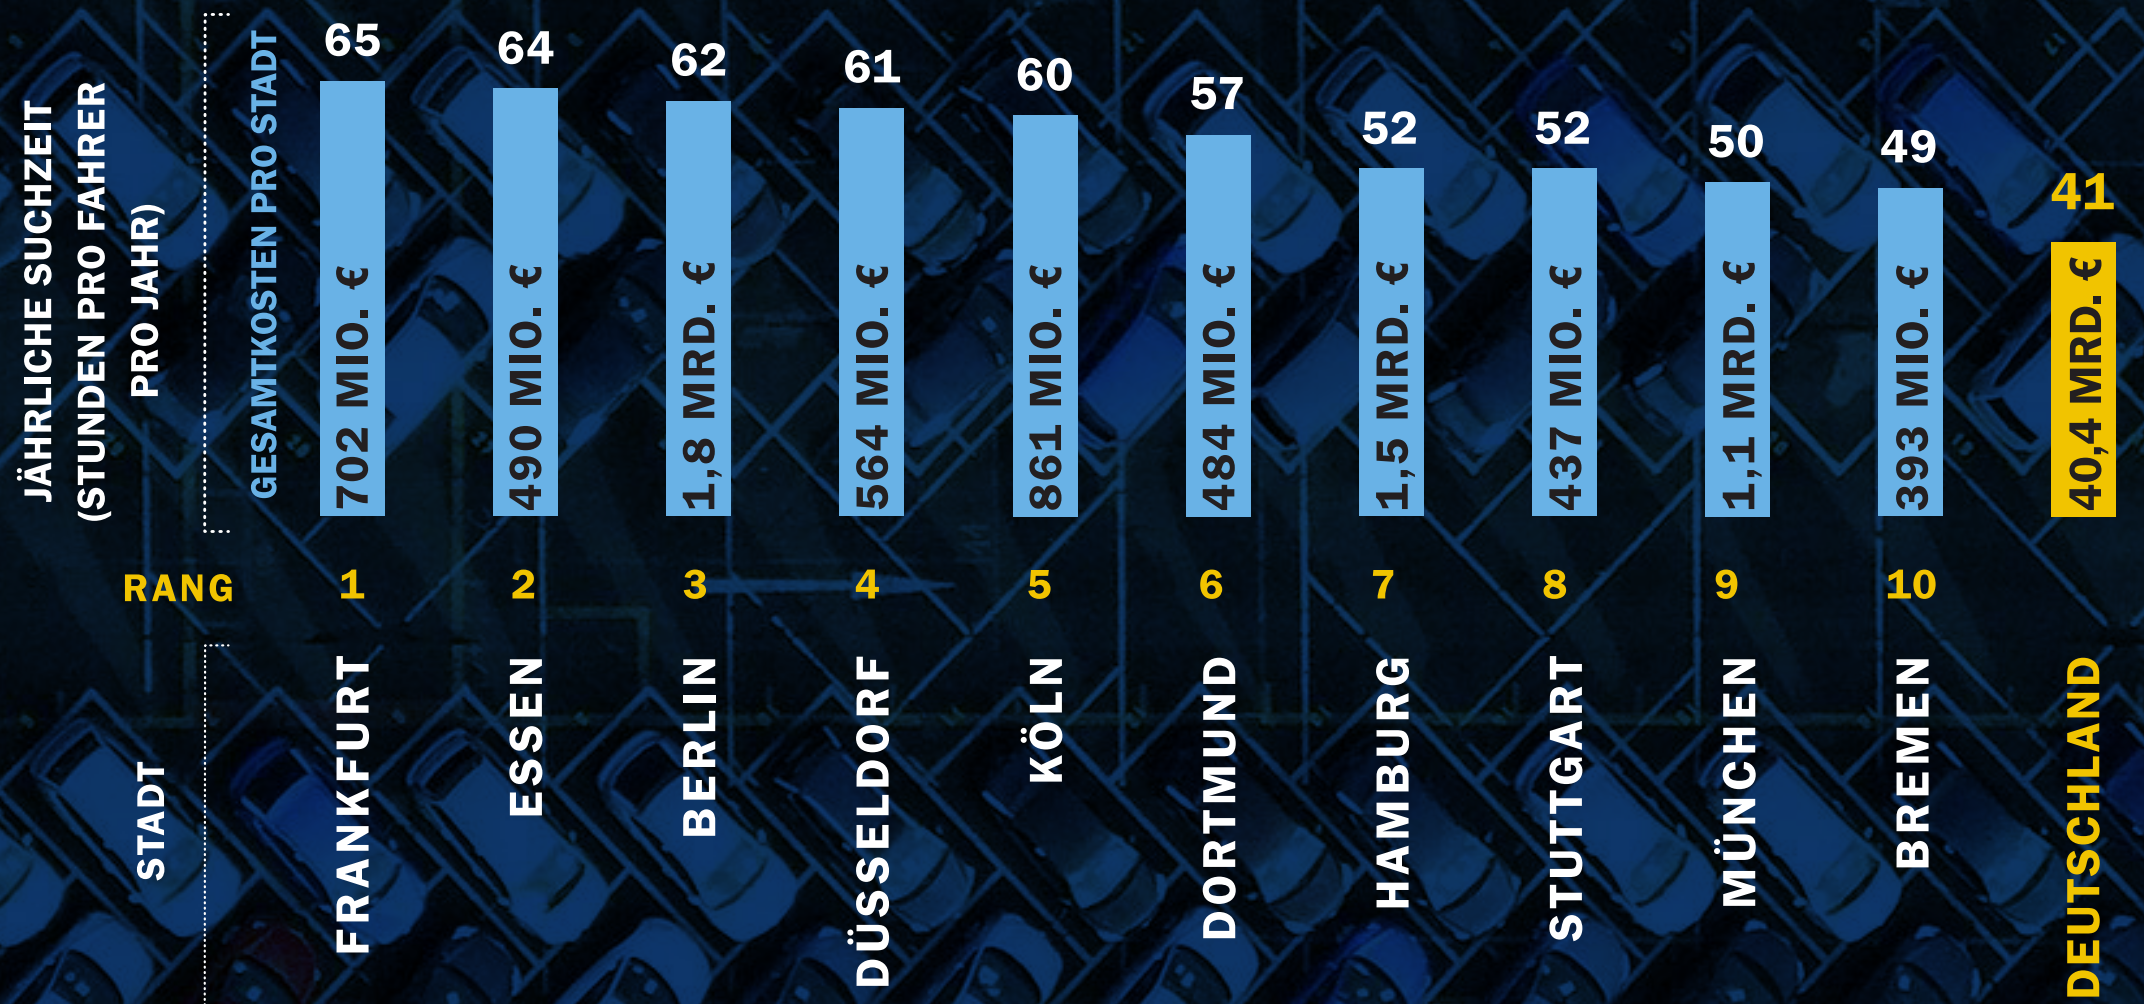 JÄHRLICHE SUCHZEIT
(STUNDEN PRO FAHRER
PRO JAHR)
GESAMTKOSTEN PRO STADT
65
64
62
61
60
57
52
52
50
49
41
702 MIO. €
490 MIO. €
1,8 MRD. €
564 MIO. €
861 MIO. €
484 MIO. €
1,5 MRD. €
437 MIO. €
1,1 MRD. €
393 MIO. €
40,4 MRD. €
RANG
1
2
3
4
5
6
7
8
9
10
STADT
FRANKFURT
ESSEN
BERLIN
DÜSSELDORF
KÖLN
DORTMUND
HAMBURG
STUTTGART
MÜNCHEN
BREMEN
DEUTSCHLAND